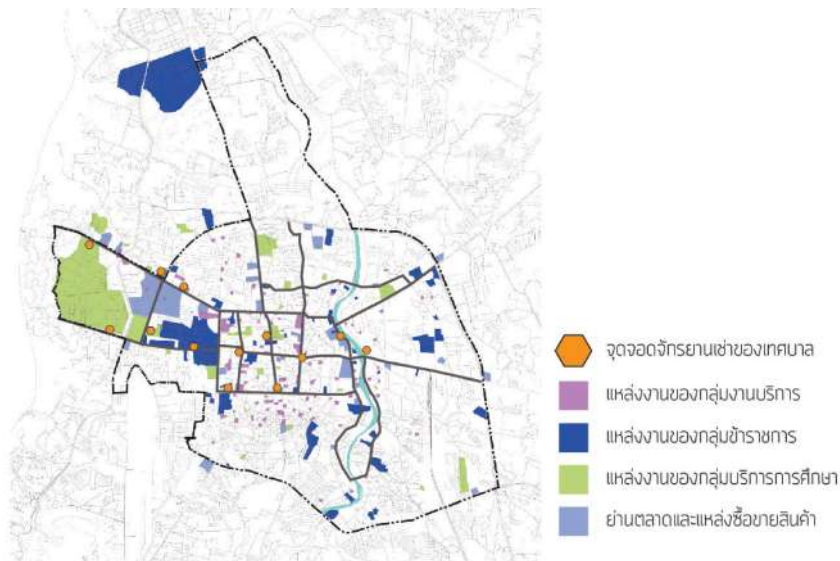 จุดจอดจักรยานเช่าของเทศบาล
แหล่งงานของกลุ่มงานบริการ
แหล่งงานของกลุ่มข้าราชการ
แหล่งงานของกลุ่มบริการการศึกษา
ย่านตลาดและแหล่งซื้อขายสินค้า